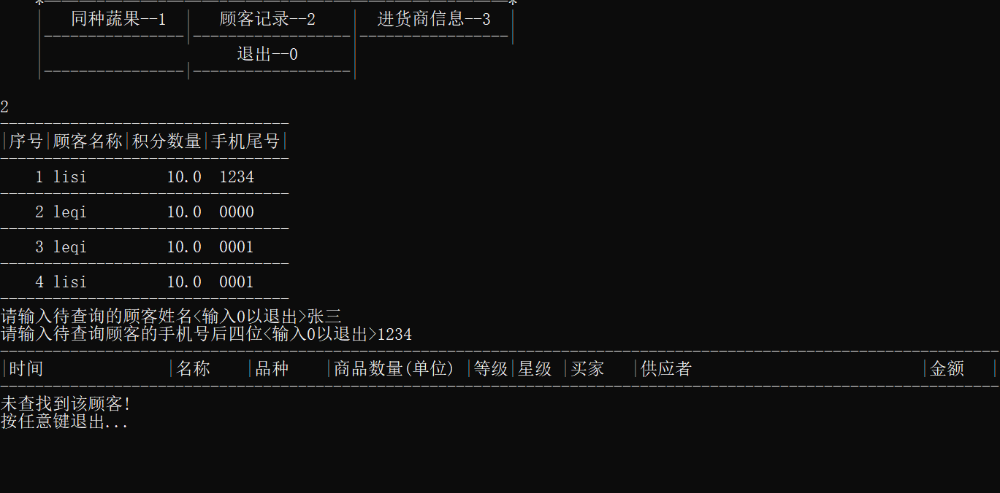 同种蔬果--1 | 顾客记录--2 | 进货商信息--3
退出--0
2
|序号|顾客名称|积分数量|手机尾号|
1 lisi 10.0 1234
2 leqi 10.0 0000
3 leqi 10.0 0001
4 lisi 10.0 0001
请输入待查询的顾客姓名<输入0以退出>张三
请输入待查询顾客的手机号后四位<输入0以退出>1234
|时间 |名称 |品种 |商品数量(单位) |等级|星级 |买家 |供应者 |金额 |
未查找到该顾客!
按任意键退出...